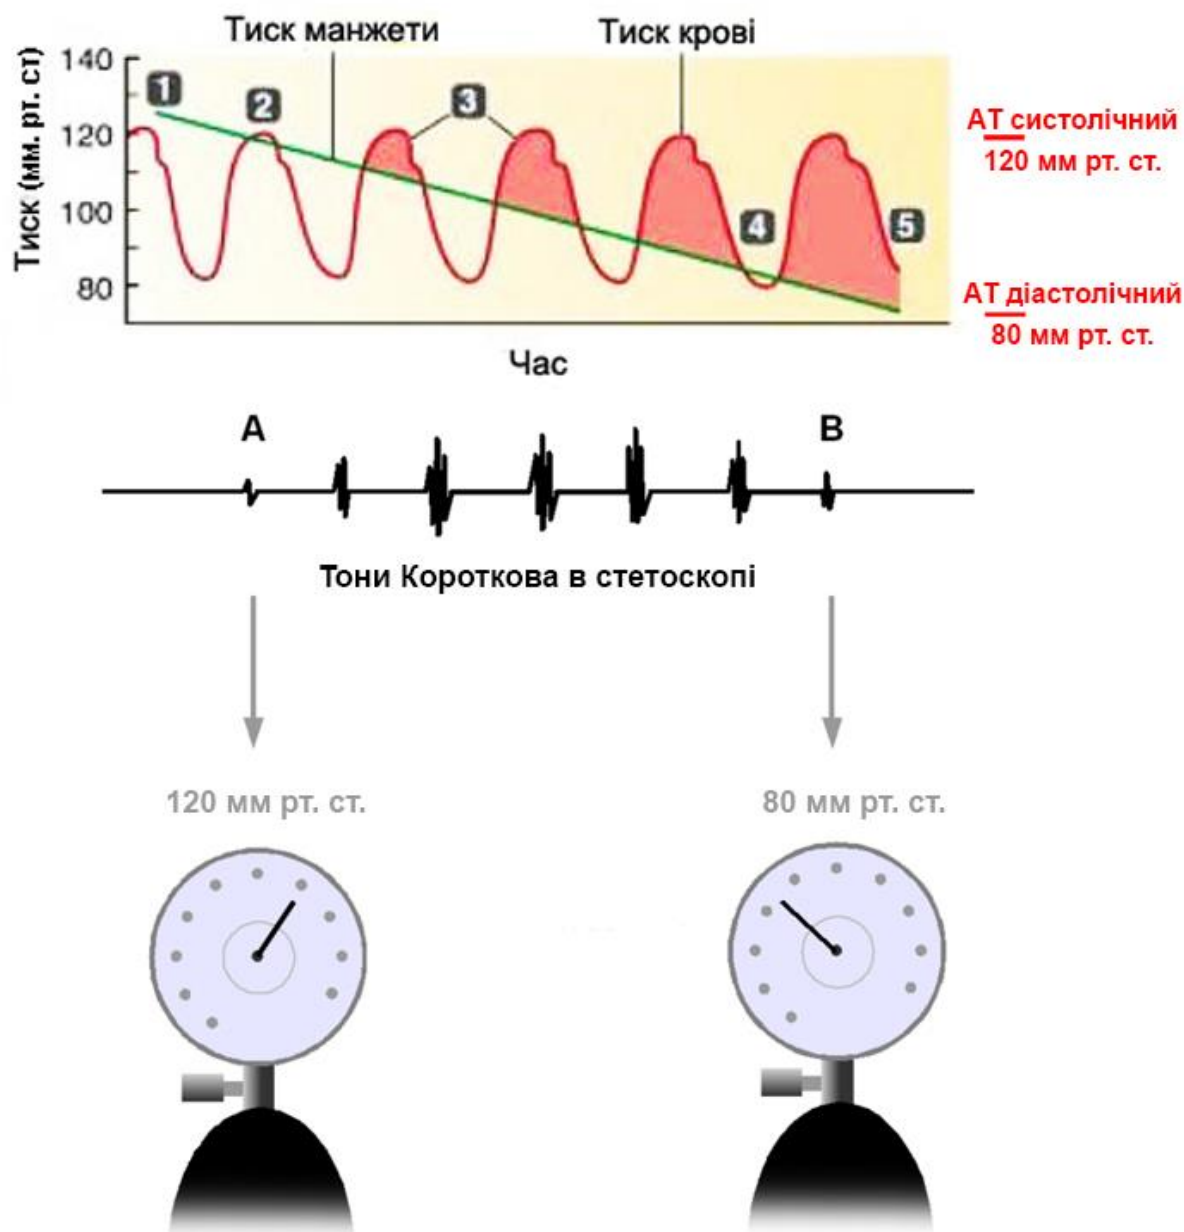 Тиск манжети
Тиск крові
Тиск (мм. рт. ст)
140
120
100
80
1
2
3
4
5
АТ систолічний
120 мм рт. ст.
АТ діастолічний
80 мм рт. ст.
Час
A
B
Тони Короткова в стетоскопі
120 мм рт. ст.
80 мм рт. ст.